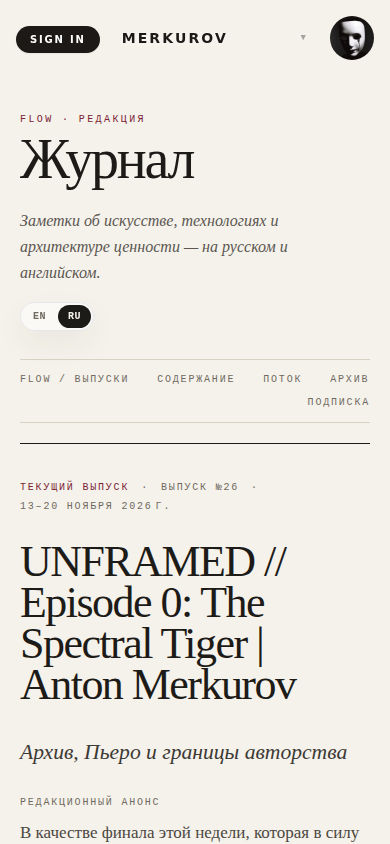 SIGN IN
MERKUROV
▼
FLOW · РЕДАКЦИЯ
Журнал
Заметки об искусстве, технологиях и
архитектуре ценности — на русском и
английском.
EN RU
FLOW / ВЫПУСКИ СОДЕРЖАНИЕ ПОТОК АРХИВ
ПОДПИСКА
ТЕКУЩИЙ ВЫПУСК · ВЫПУСК №26 ·
13–20 НОЯБРЯ 2026 Г.
UNFRAMED //
Episode 0: The
Spectral Tiger |
Anton Merkurov
Архив, Пьеро и границы авторства
РЕДАКЦИОННЫЙ АНОНС
В качестве финала этой недели, которая в силу